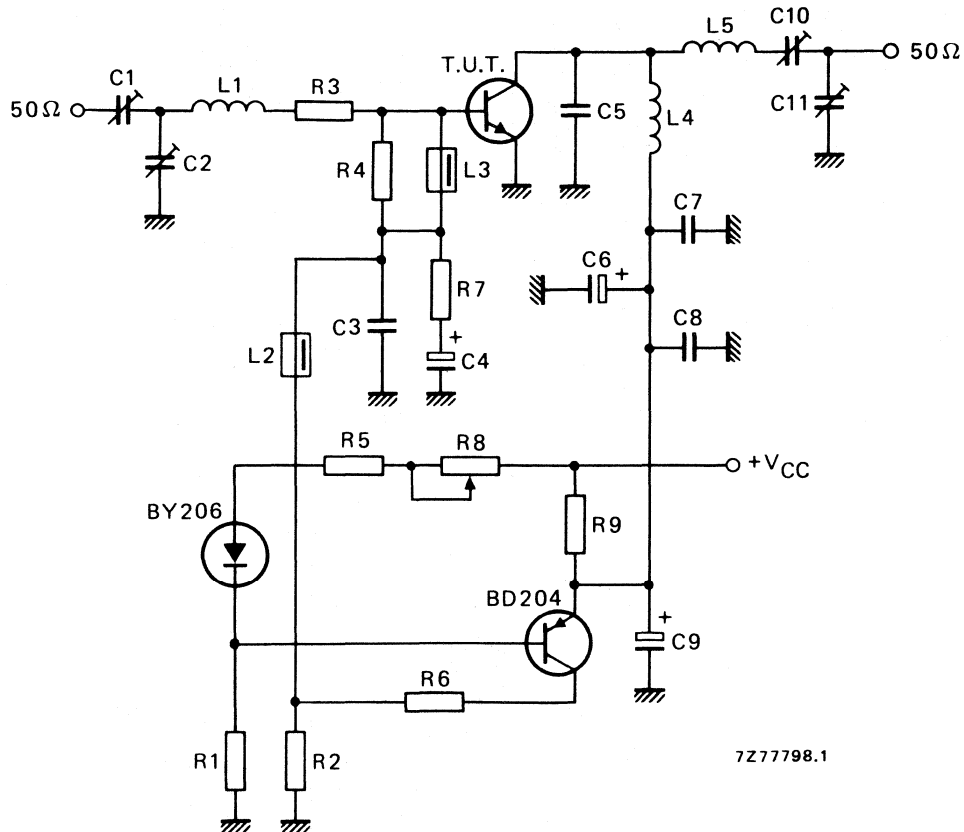 C10
L5
50Ω
T.U.T.
C1
L1
R3
50Ω
C5
L4
C11
C2
R4
L3
C7
C6
+
R7
C3
+
C8
L2
C4
R5
R8
+VCC
BY206
R9
BD204
+
C9
R6
R1
R2
7Z77798.1